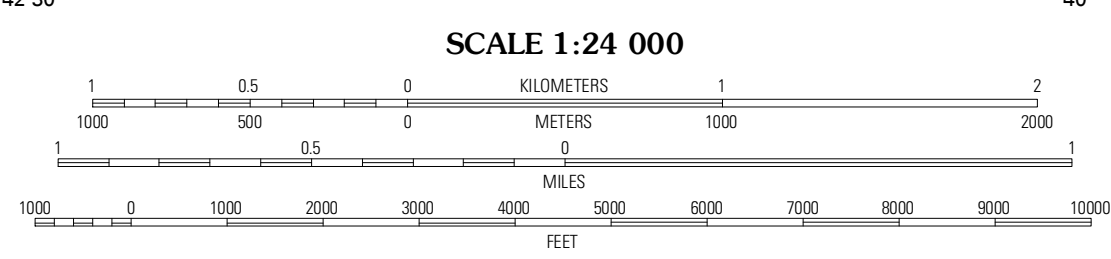 42'30" 40'
SCALE 1:24 000
1 0.5 0 KILOMETERS 1 2
1000 500 0 METERS 1000 2000
1 0.5 0 1
MILES
1000 0 1000 2000 3000 4000 5000 6000 7000 8000 9000 10000
FEET